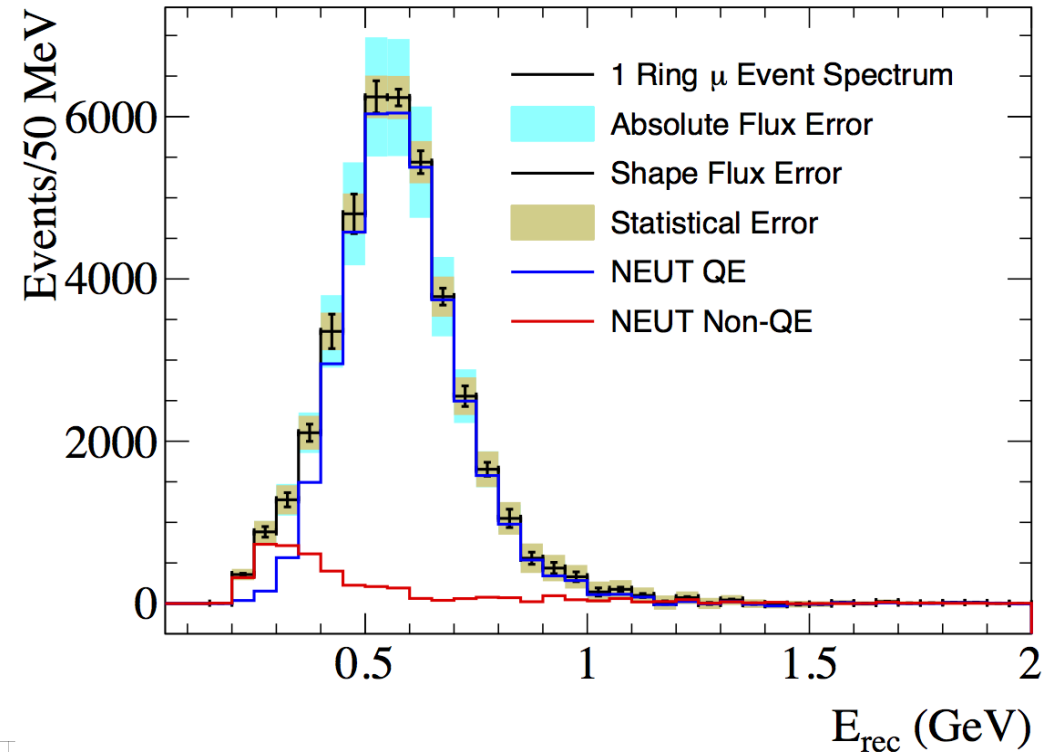 Events/50 MeV
6000
4000
2000
0
1 Ring μ Event Spectrum
Absolute Flux Error
Shape Flux Error
Statistical Error
NEUT QE
NEUT Non-QE
0.5 1 1.5 2
E_rec (GeV)